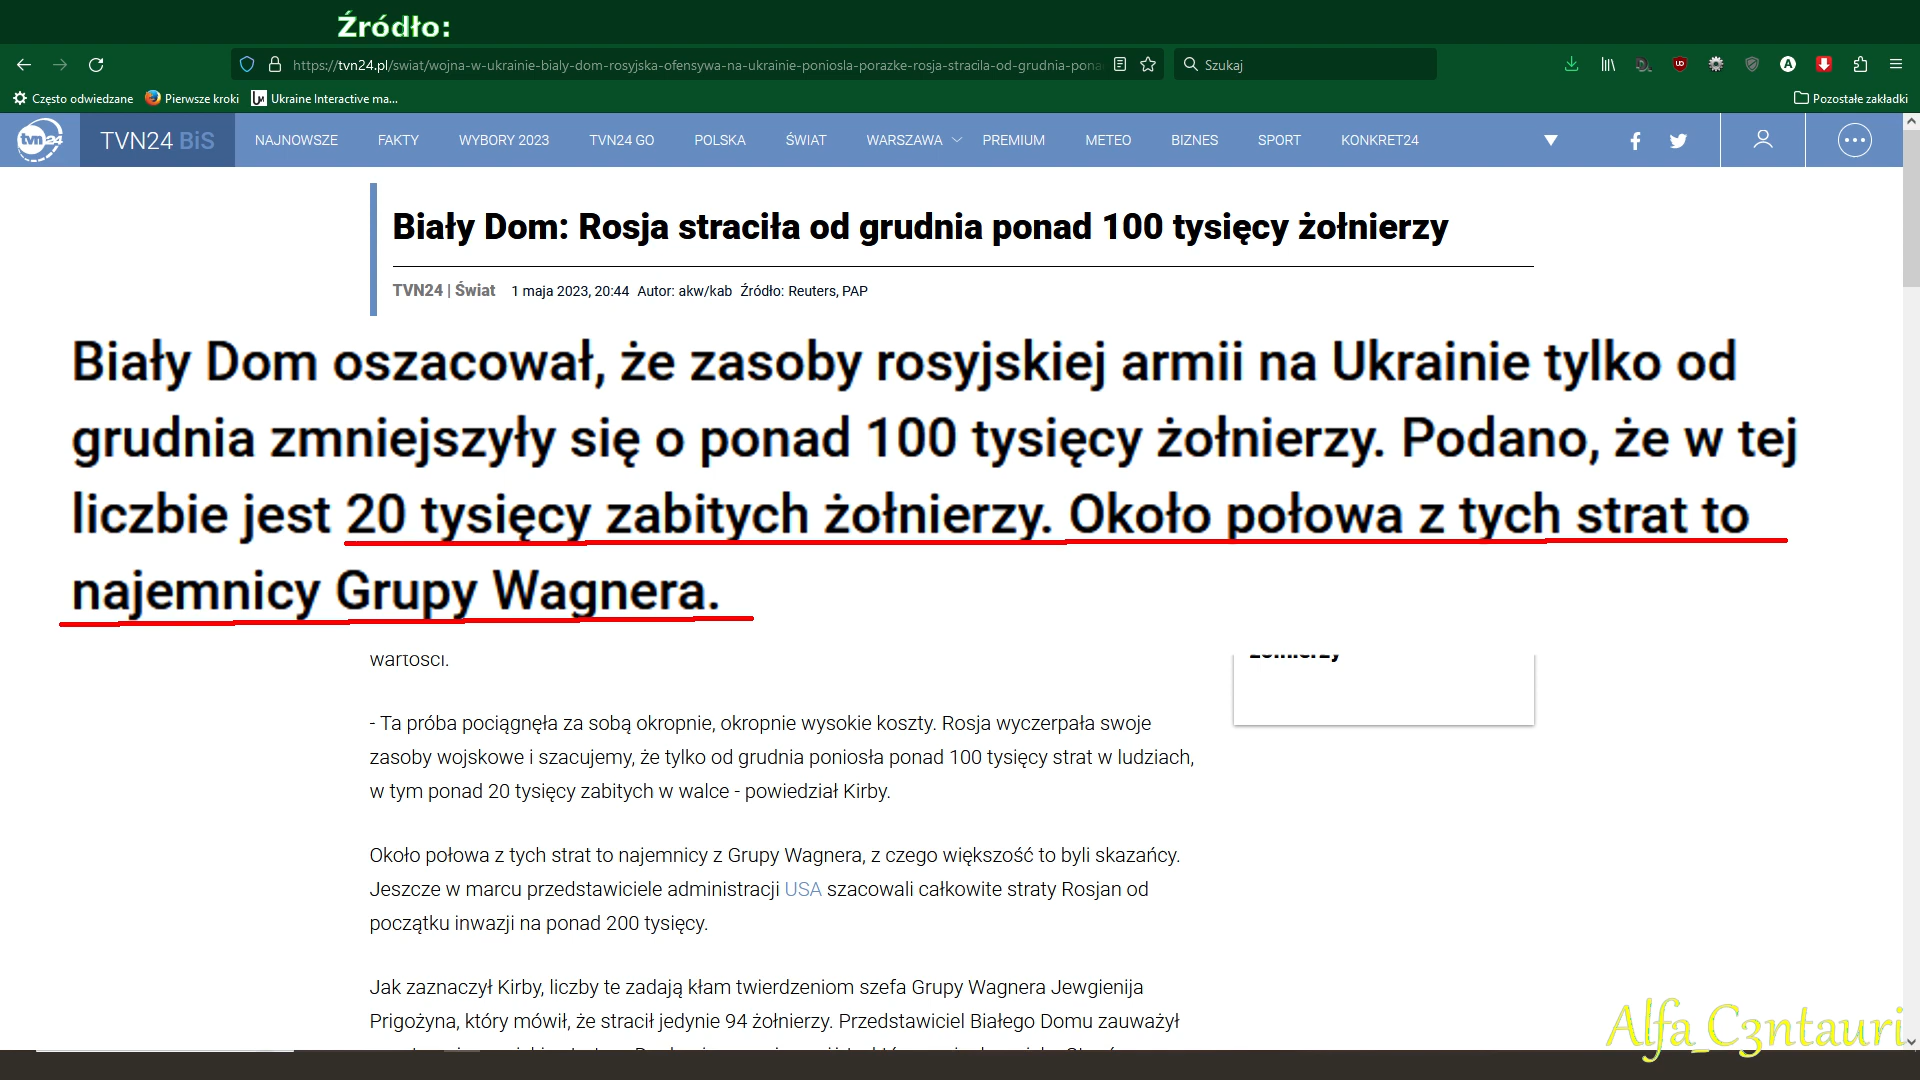 Źródło:
https://tvn24.pl/swiat/wojna-w-ukrainie-bialy-dom-rosyjska-ofensywa-na-ukrainie-poniosla-porazke-rosja-stracila-od-grudnia-pona
Szukaj
Często odwiedzane Pierwsze kroki Ukraine Interactive ma... Pozostałe zakładki
tvn24 TVN24 BiS NAJNOWSZE FAKTY WYBORY 2023 TVN24 GO POLSKA ŚWIAT WARSZAWA PREMIUM METEO BIZNES SPORT KONKRET24
Biały Dom: Rosja straciła od grudnia ponad 100 tysięcy żołnierzy
TVN24 | Świat 1 maja 2023, 20:44 Autor: akw/kab Źródło: Reuters, PAP
Biały Dom oszacował, że zasoby rosyjskiej armii na Ukrainie tylko od
grudnia zmniejszyły się o ponad 100 tysięcy żołnierzy. Podano, że w tej
liczbie jest 20 tysięcy zabitych żołnierzy. Około połowa z tych strat to
najemnicy Grupy Wagnera.
wartości.
żołnierzy
- Ta próba pociągnęła za sobą okropnie, okropnie wysokie koszty. Rosja wyczerpała swoje
zasoby wojskowe i szacujemy, że tylko od grudnia poniosła ponad 100 tysięcy strat w ludziach,
w tym ponad 20 tysięcy zabitych w walce - powiedział Kirby.
Około połowa z tych strat to najemnicy z Grupy Wagnera, z czego większość to byli skazańcy.
Jeszcze w marcu przedstawiciele administracji USA szacowali całkowite straty Rosjan od
początku inwazji na ponad 200 tysięcy.
Jak zaznaczył Kirby, liczby te zadają kłam twierdzeniom szefa Grupy Wagnera Jewgienija
Prigożyna, który mówił, że stracił jedynie 94 żołnierzy. Przedstawiciel Białego Domu zauważył
Alfa_C3ntauri